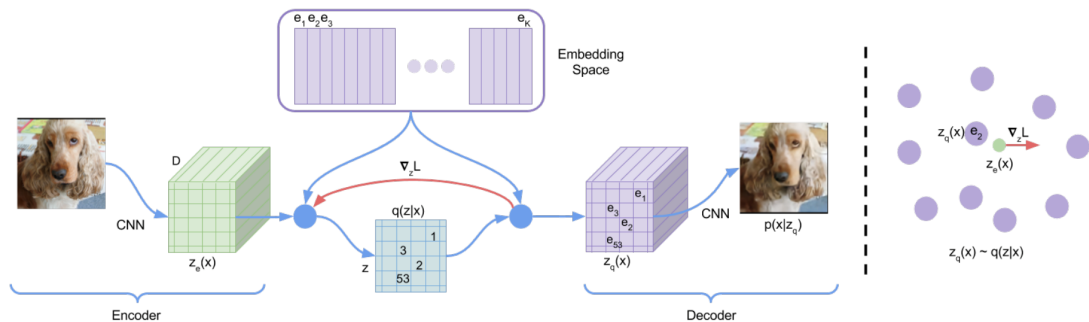 e1 e2 e3
eK
Embedding
Space
D
CNN
ze(x)
∇zL
q(z|x)
1
3
2
53
z
e1
e3
e2
e53
zq(x)
CNN
p(x|zq)
Encoder
Decoder
zq(x)
e2
∇zL
ze(x)
zq(x) ~ q(z|x)